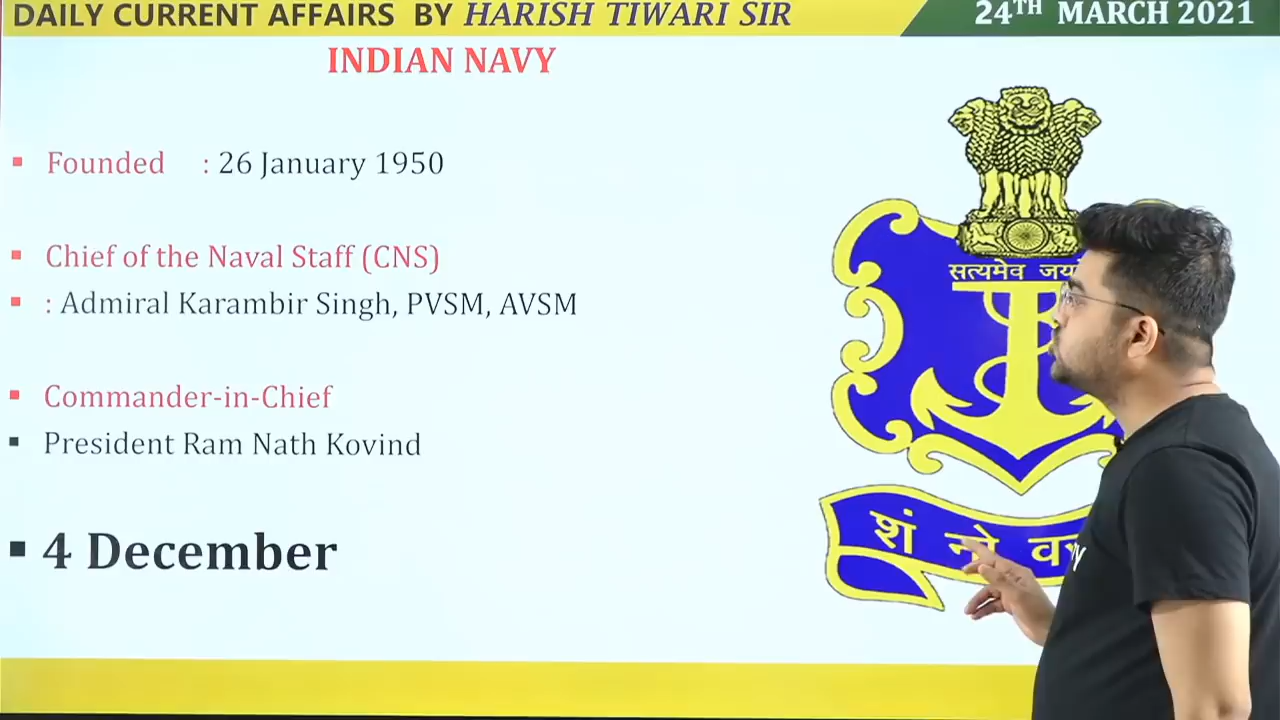 DAILY CURRENT AFFAIRS BY HARISH TIWARI SIR
24TH MARCH 2021
INDIAN NAVY
▪ Founded : 26 January 1950
▪ Chief of the Naval Staff (CNS)
▪ : Admiral Karambir Singh, PVSM, AVSM
▪ Commander-in-Chief
▪ President Ram Nath Kovind
▪ 4 December
सत्यमेव
शं नो